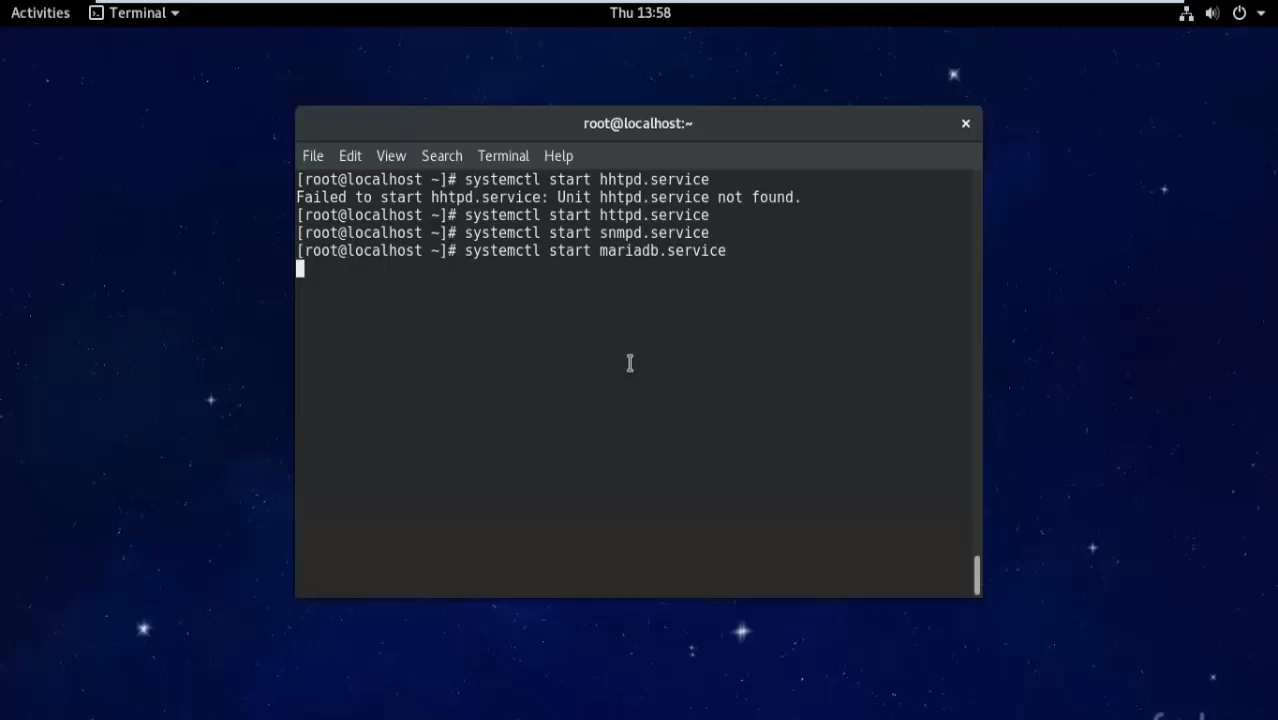 Activities Terminal Thu 13:58
root@localhost:~
File Edit View Search Terminal Help
[root@localhost ~]# systemctl start hhtpd.service
Failed to start hhtpd.service: Unit hhtpd.service not found.
[root@localhost ~]# systemctl start httpd.service
[root@localhost ~]# systemctl start snmpd.service
[root@localhost ~]# systemctl start mariadb.service